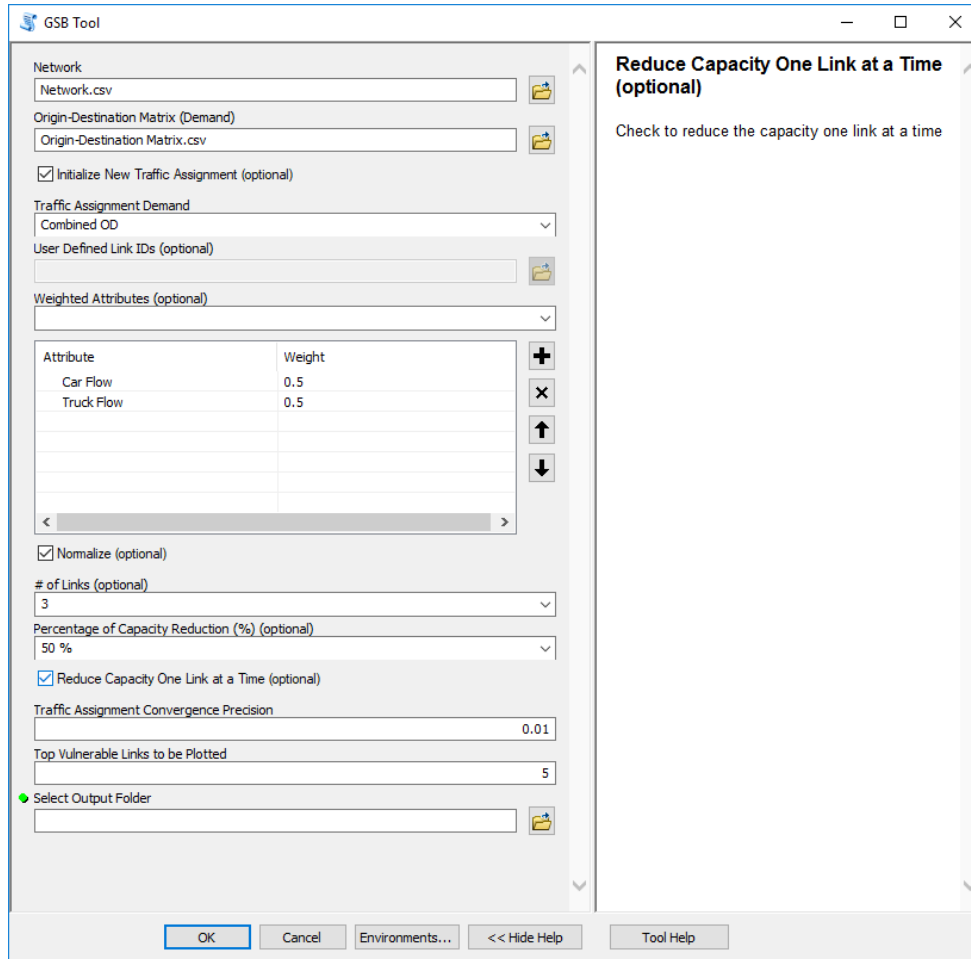 GSB Tool
Network
Network.csv
Origin-Destination Matrix (Demand)
Origin-Destination Matrix.csv
Initialize New Traffic Assignment (optional)
Traffic Assignment Demand
Combined OD
User Defined Link IDs (optional)
Weighted Attributes (optional)
Attribute Weight
Car Flow 0.5
Truck Flow 0.5
Normalize (optional)
# of Links (optional)
3
Percentage of Capacity Reduction (%) (optional)
50 %
Reduce Capacity One Link at a Time (optional)
Traffic Assignment Convergence Precision
0.01
Top Vulnerable Links to be Plotted
5
Select Output Folder
Reduce Capacity One Link at a Time
(optional)
Check to reduce the capacity one link at a time
OK Cancel Environments... << Hide Help Tool Help